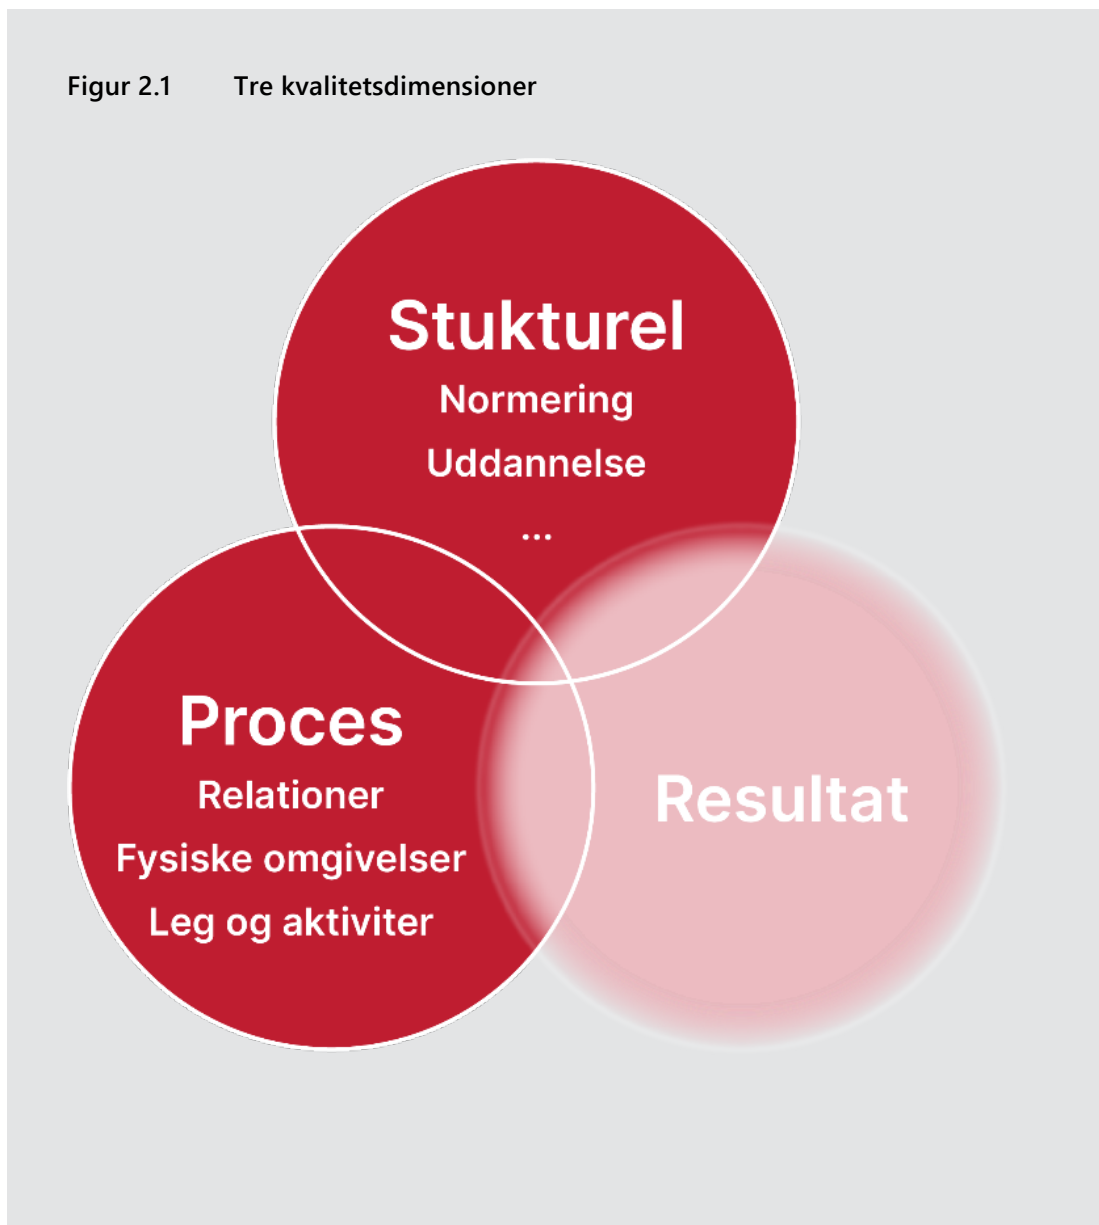 Figur 2.1 Tre kvalitetsdimensioner
Stukturel
Normering
Uddannelse
...
Proces
Relationer
Fysiske omgivelser
Leg og aktiviter
Resultat